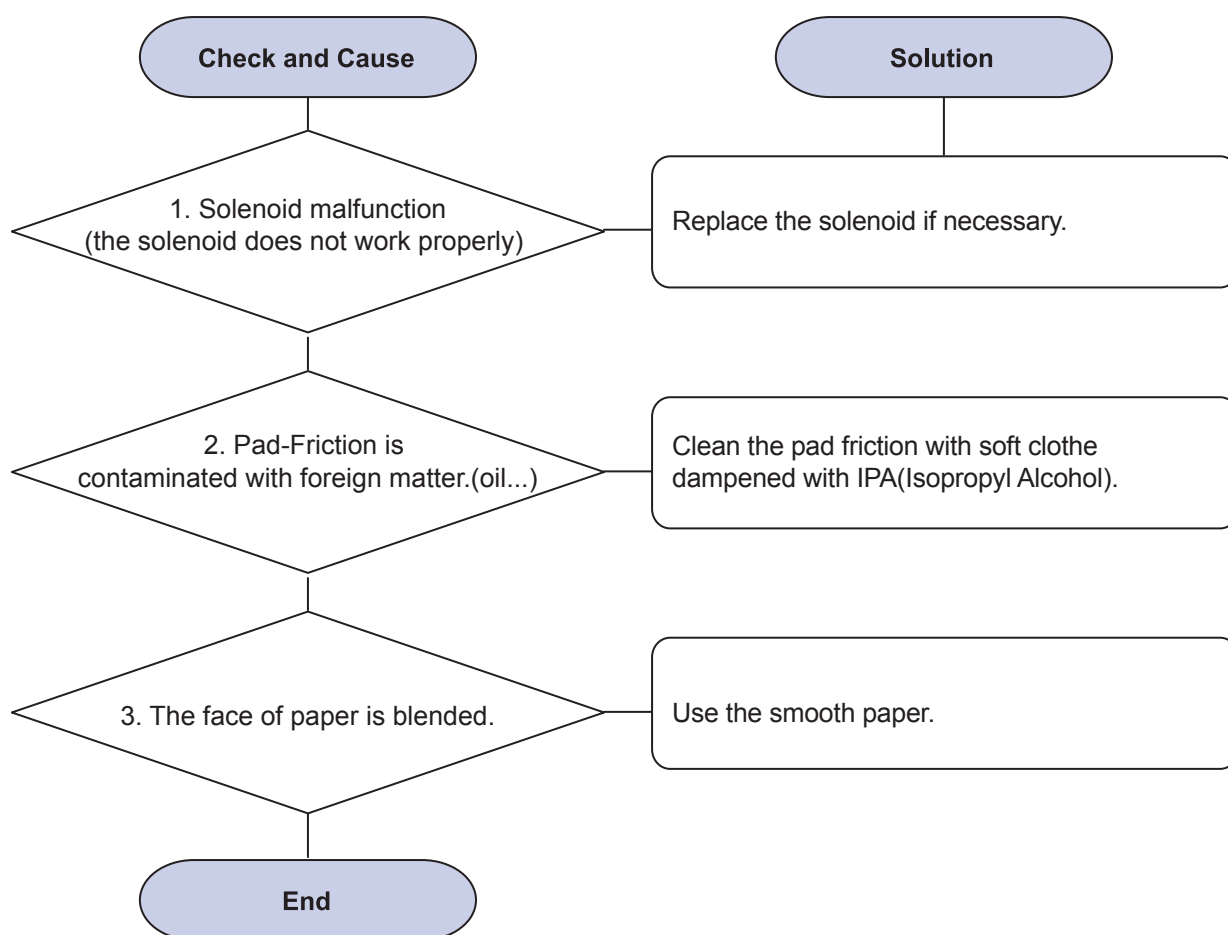 Check and Cause
Solution
1. Solenoid malfunction
(the solenoid does not work properly)
Replace the solenoid if necessary.
2. Pad-Friction is
contaminated with foreign matter.(oil...)
Clean the pad friction with soft clothe
dampened with IPA(Isopropyl Alcohol).
3. The face of paper is blended.
Use the smooth paper.
End